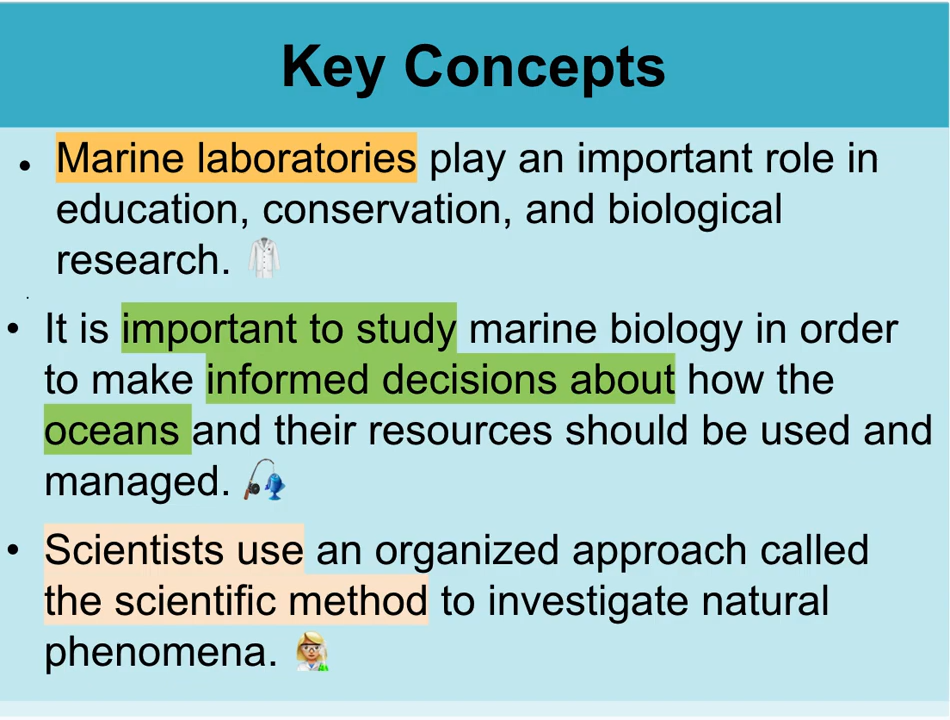 Key Concepts
• Marine laboratories play an important role in
education, conservation, and biological
research. 🥼
• It is important to study marine biology in order
to make informed decisions about how the
oceans and their resources should be used and
managed. 🎣
• Scientists use an organized approach called
the scientific method to investigate natural
phenomena. 👩‍🔬